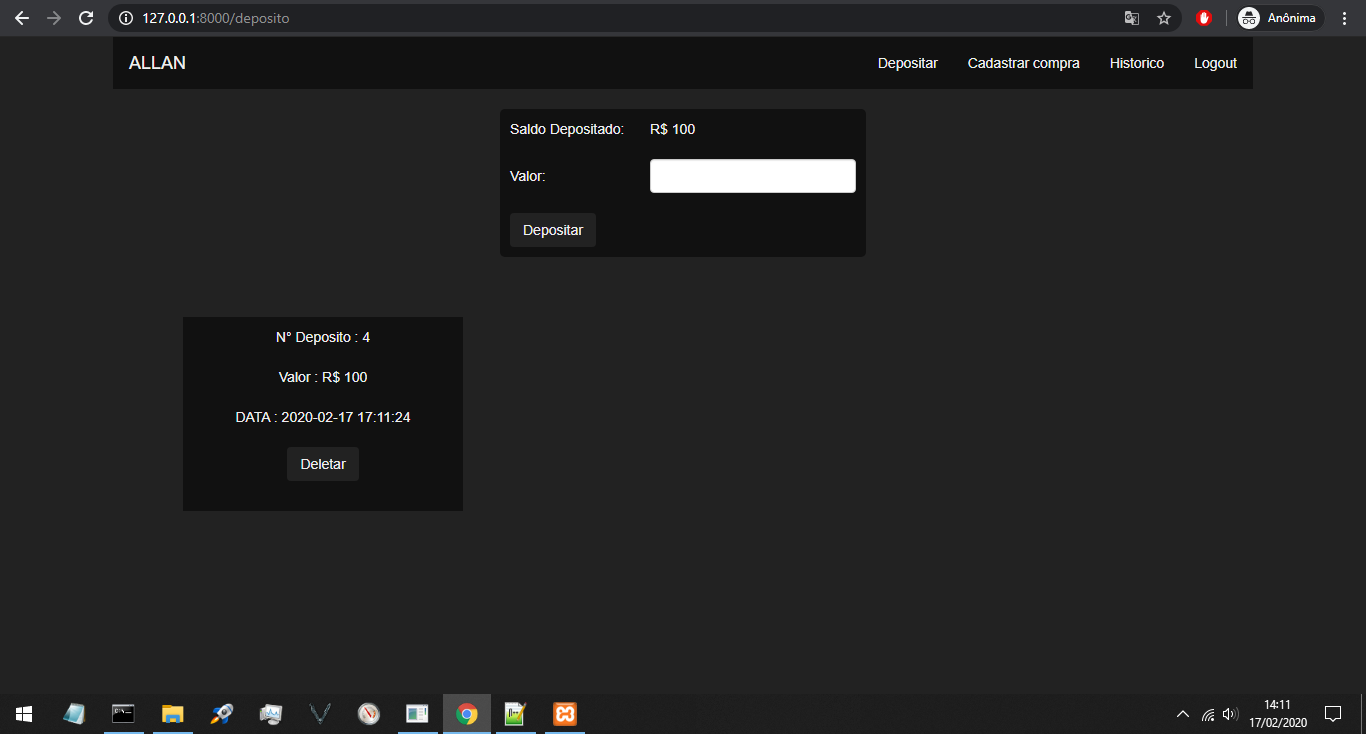 127.0.0.1:8000/deposito
Anônima
ALLAN
Depositar Cadastrar compra Historico Logout
Saldo Depositado: R$ 100
Valor:
Depositar
N° Deposito : 4
Valor : R$ 100
DATA : 2020-02-17 17:11:24
Deletar
14:11
17/02/2020